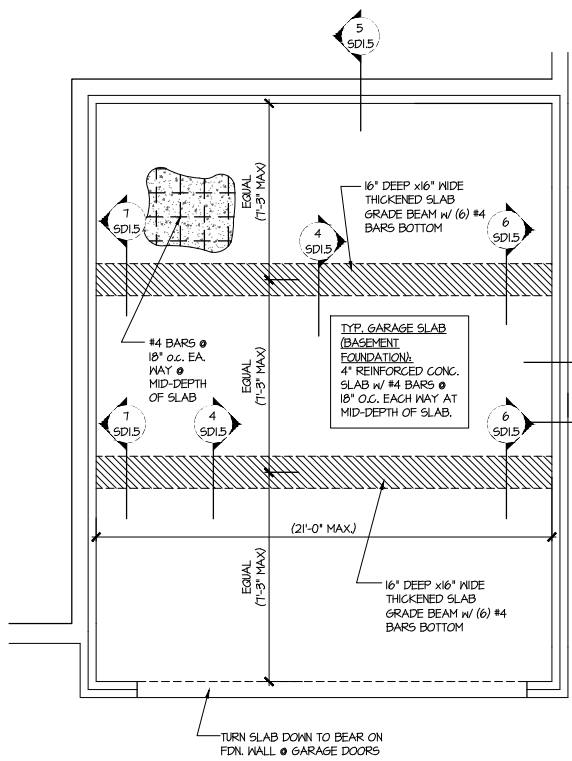 5
SD1.5
EQUAL
(7'-3" MAX)
16" DEEP x16" WIDE
THICKENED SLAB
GRADE BEAM W/ (6) #4
BARS BOTTOM
7
SD1.5
4
SD1.5
6
SD1.5
#4 BARS @
18" O.C. EA.
WAY @
MID-DEPTH
OF SLAB
EQUAL
(7'-3" MAX)
TYP. GARAGE SLAB
(BASEMENT
FOUNDATION):
4" REINFORCED CONC.
SLAB W/ #4 BARS @
18" O.C. EACH WAY AT
MID-DEPTH OF SLAB.
7
SD1.5
4
SD1.5
6
SD1.5
(21'-0" MAX.)
EQUAL
(7'-3" MAX)
16" DEEP x16" WIDE
THICKENED SLAB
GRADE BEAM W/ (6) #4
BARS BOTTOM
TURN SLAB DOWN TO BEAR ON
FDN. WALL @ GARAGE DOORS